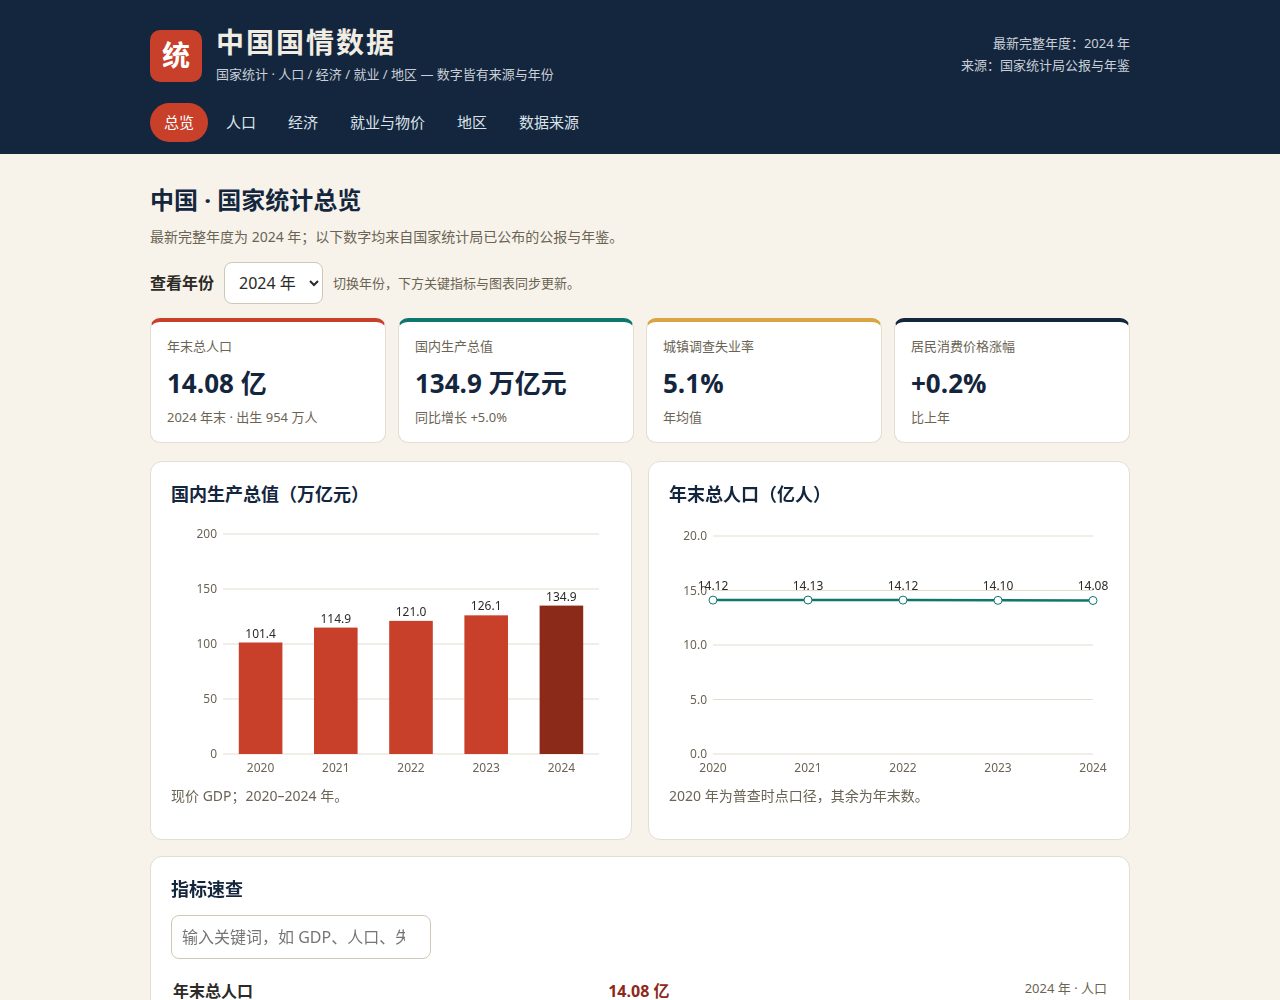 统
中国国情数据
国家统计 · 人口 / 经济 / 就业 / 地区 — 数字皆有来源与年份
最新完整年度：2024 年
来源：国家统计局公报与年鉴
总览 人口 经济 就业与物价 地区 数据来源
中国 · 国家统计总览
最新完整年度为 2024 年；以下数字均来自国家统计局已公布的公报与年鉴。
查看年份 2024 年 切换年份，下方关键指标与图表同步更新。
年末总人口
14.08 亿
2024 年末 · 出生 954 万人
国内生产总值
134.9 万亿元
同比增长 +5.0%
城镇调查失业率
5.1%
年均值
居民消费价格涨幅
+0.2%
比上年
国内生产总值（万亿元）
200
150
100
50
0
101.4
114.9
121.0
126.1
134.9
2020 2021 2022 2023 2024
现价 GDP；2020–2024 年。
年末总人口（亿人）
20.0
15.0
10.0
5.0
0.0
14.12 14.13 14.12 14.10 14.08
2020 2021 2022 2023 2024
2020 年为普查时点口径，其余为年末数。
指标速查
输入关键词，如 GDP、人口、
年末总人口 14.08 亿 2024 年 · 人口